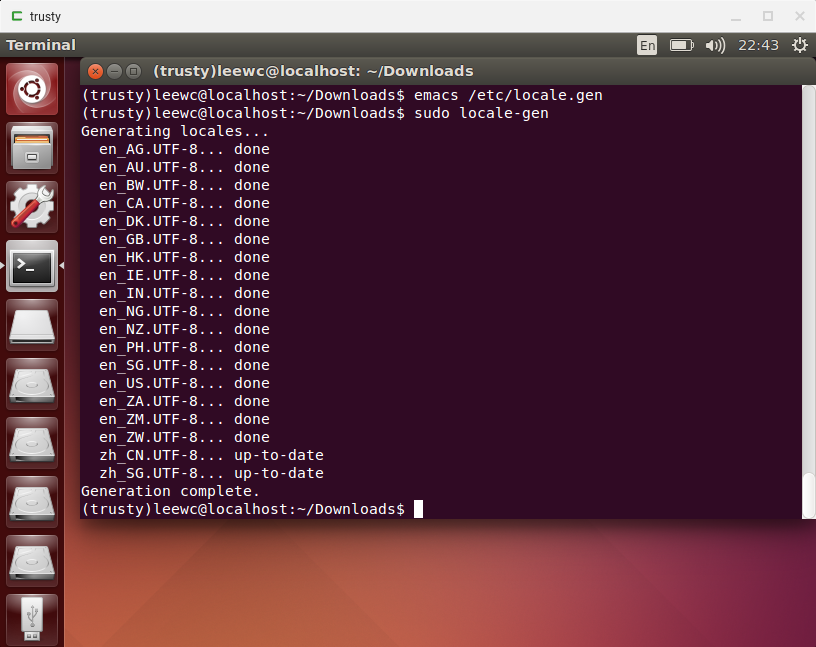 trusty
Terminal
En
22:43
(trusty)leewc@localhost: ~/Downloads
(trusty)leewc@localhost:~/Downloads$ emacs /etc/locale.gen
(trusty)leewc@localhost:~/Downloads$ sudo locale-gen
Generating locales...
  en_AG.UTF-8... done
  en_AU.UTF-8... done
  en_BW.UTF-8... done
  en_CA.UTF-8... done
  en_DK.UTF-8... done
  en_GB.UTF-8... done
  en_HK.UTF-8... done
  en_IE.UTF-8... done
  en_IN.UTF-8... done
  en_NG.UTF-8... done
  en_NZ.UTF-8... done
  en_PH.UTF-8... done
  en_SG.UTF-8... done
  en_US.UTF-8... done
  en_ZA.UTF-8... done
  en_ZM.UTF-8... done
  en_ZW.UTF-8... done
  zh_CN.UTF-8... up-to-date
  zh_SG.UTF-8... up-to-date
Generation complete.
(trusty)leewc@localhost:~/Downloads$